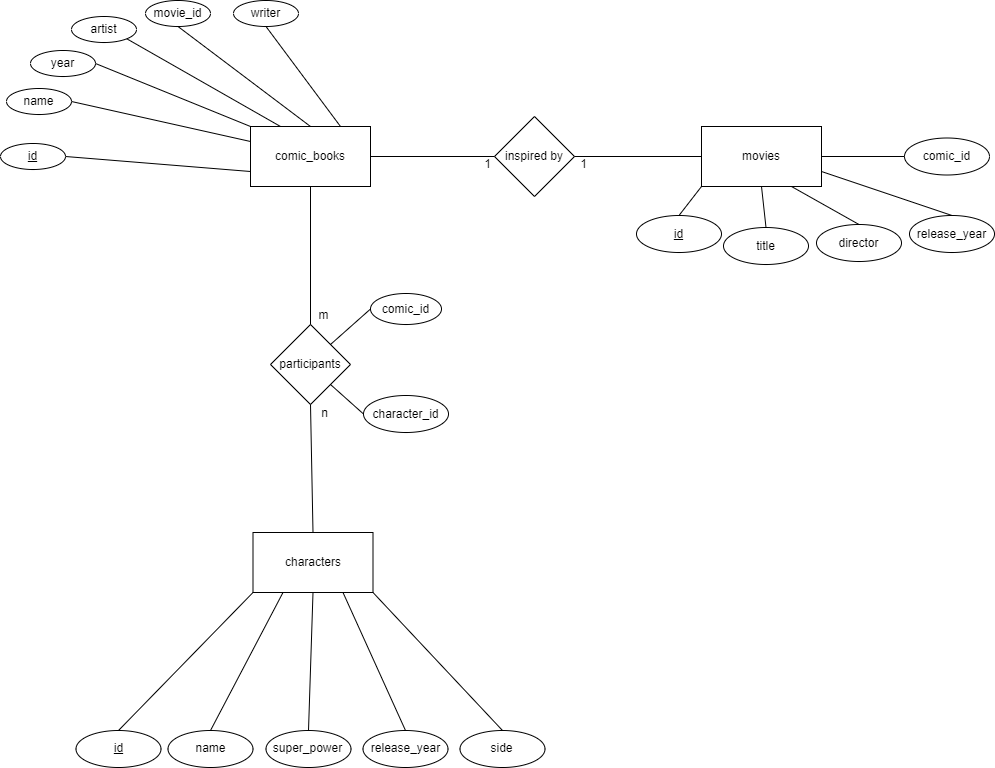 movie_id
writer
artist
year
name
id
comic_books
1
inspired by
1
movies
comic_id
id
title
director
release_year
m
comic_id
participants
n
character_id
characters
id
name
super_power
release_year
side